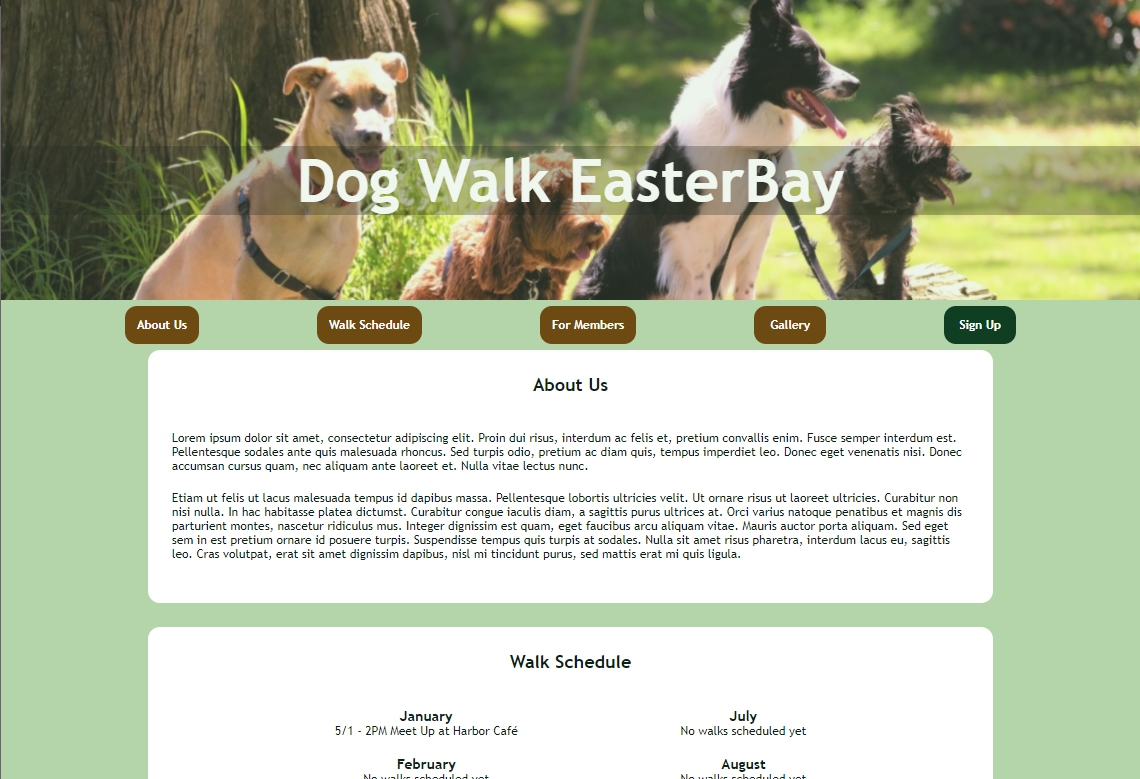 Dog Walk EasterBay
About Us
Walk Schedule
For Members
Gallery
Sign Up
About Us
Lorem ipsum dolor sit amet, consectetur adipiscing elit. Proin dui risus, interdum ac felis et, pretium convallis enim. Fusce semper interdum est.
Pellentesque sodales ante quis malesuada rhoncus. Sed turpis odio, pretium ac diam quis, tempus imperdiet leo. Donec eget venenatis nisi. Donec
accumsan cursus quam, nec aliquam ante laoreet et. Nulla vitae lectus nunc.
Etiam ut felis ut lacus malesuada tempus id dapibus massa. Pellentesque lobortis ultricies velit. Ut ornare risus ut laoreet ultricies. Curabitur non
nisi nulla. In hac habitasse platea dictumst. Curabitur congue iaculis diam, a sagittis purus ultrices at. Orci varius natoque penatibus et magnis dis
parturient montes, nascetur ridiculus mus. Integer dignissim est quam, eget faucibus arcu aliquam vitae. Mauris auctor porta aliquam. Sed eget
sem in est pretium ornare id posuere turpis. Suspendisse tempus quis turpis at sodales. Nulla sit amet risus pharetra, interdum lacus eu, sagittis
leo. Cras volutpat, erat sit amet dignissim dapibus, nisl mi tincidunt purus, sed mattis erat mi quis ligula.
Walk Schedule
January
5/1 - 2PM Meet Up at Harbor Café
February
No walks scheduled yet
July
No walks scheduled yet
August
No walks scheduled yet